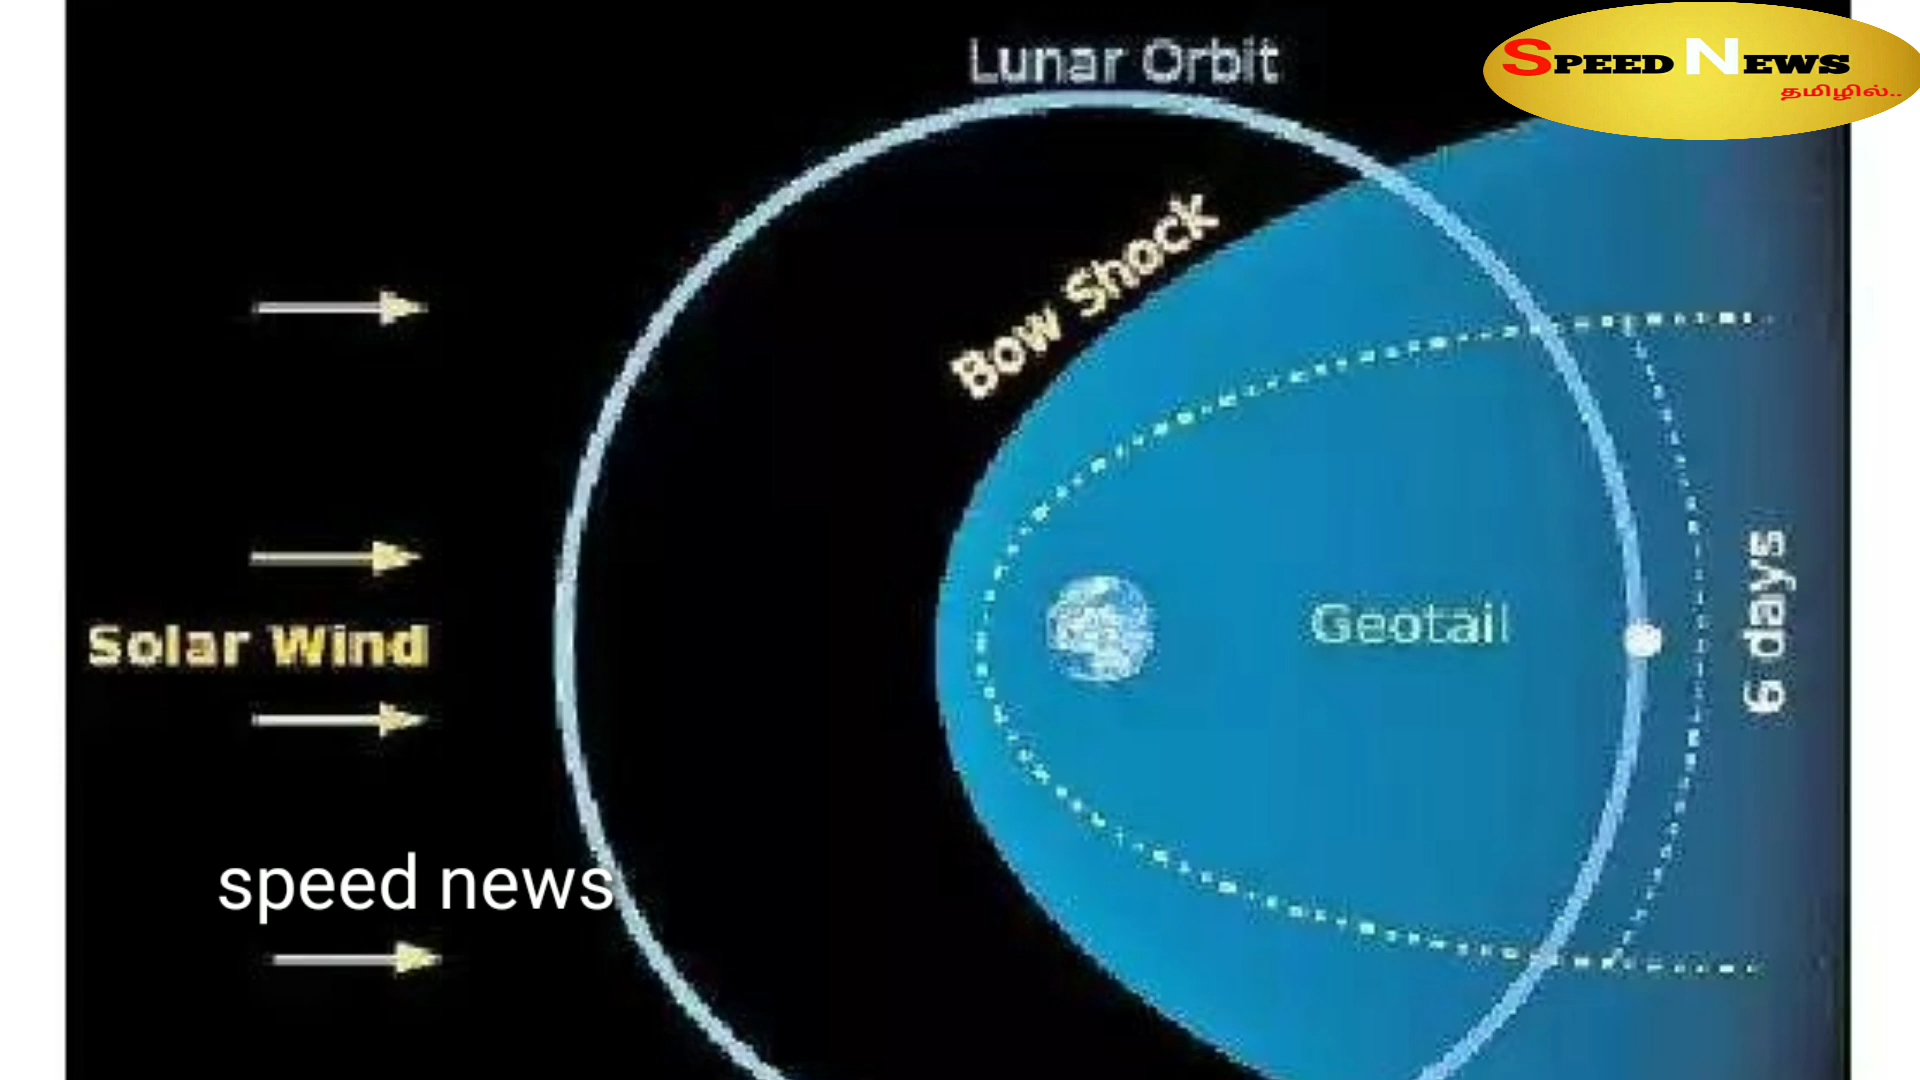 Lunar Orbit
SPEED NEWS
தமிழில்..
Bow Shock
Solar Wind
Geotail
6 days
speed news